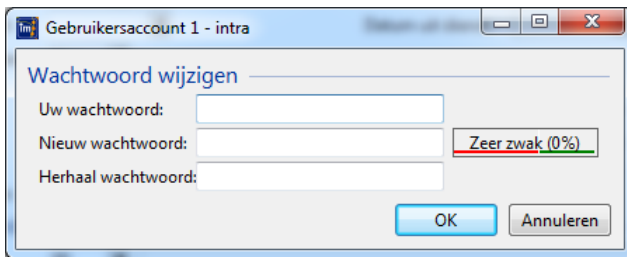 Gebruikersaccount 1 - intra
Wachtwoord wijzigen
Uw wachtwoord:
Nieuw wachtwoord:
Zeer zwak (0%)
Herhaal wachtwoord:
OK
Annuleren